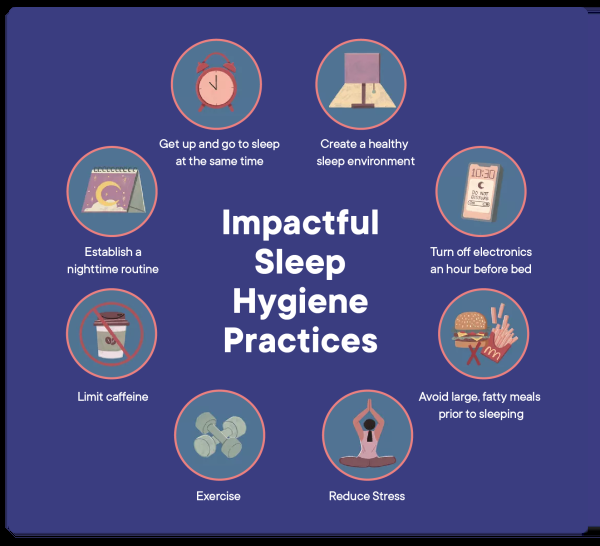 Get up and go to sleep
at the same time
Create a healthy
sleep environment
Establish a
nighttime routine
10:30
DO NOT
DISTURB
Turn off electronics
an hour before bed
Impactful
Sleep
Hygiene
Practices
Limit caffeine
Avoid large, fatty meals
prior to sleeping
Exercise
Reduce Stress